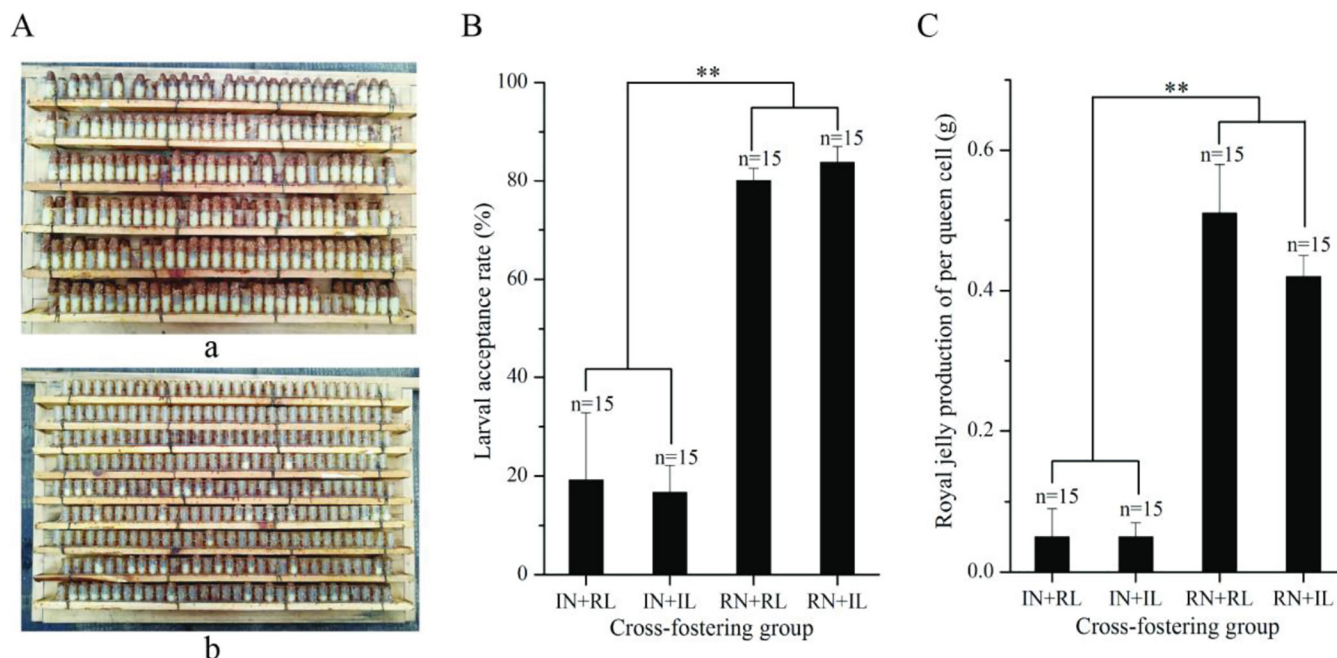 A
a
b
B
Larval acceptance rate (%)
100
80
60
40
20
0
**
n=15
n=15
n=15
n=15
IN+RL IN+IL RN+RL RN+IL
Cross-fostering group
C
Royal jelly production of per queen cell (g)
0.6
0.4
0.2
0.0
**
n=15
n=15
n=15
n=15
IN+RL IN+IL RN+RL RN+IL
Cross-fostering group